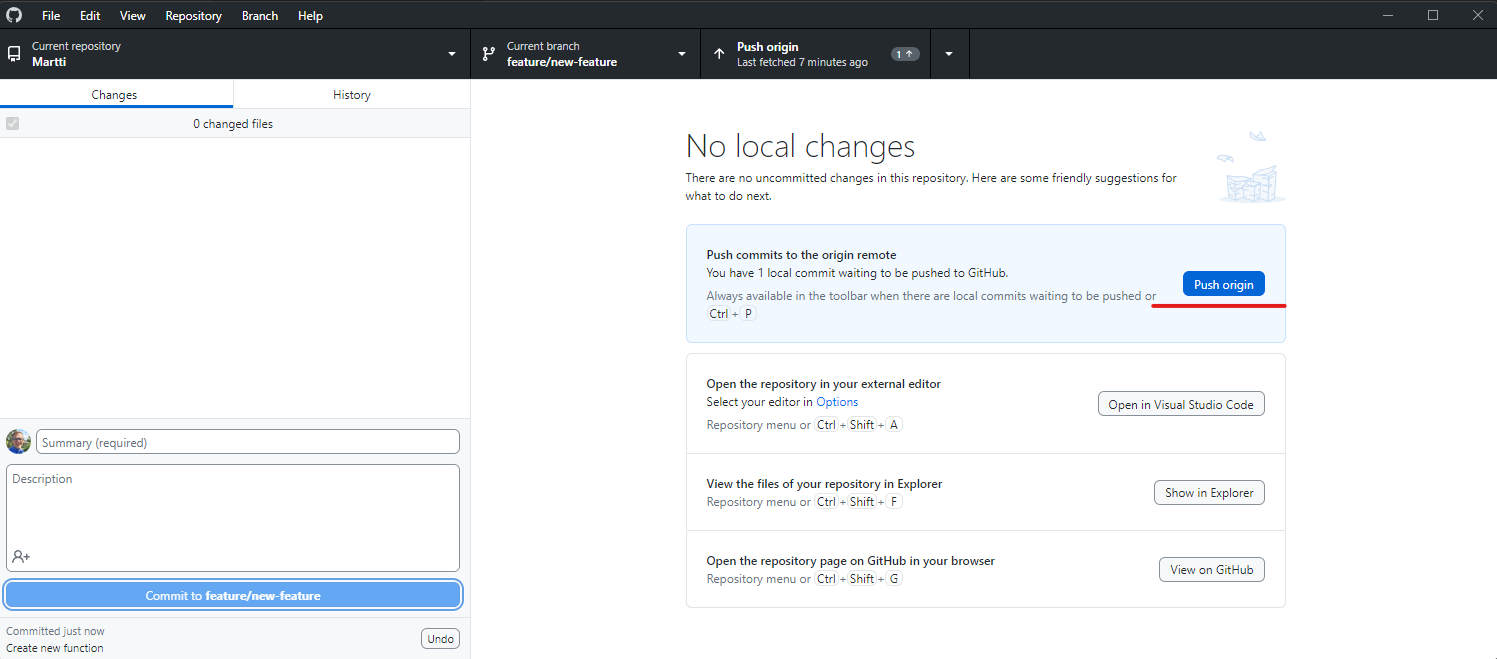 File Edit View Repository Branch Help
Current repository
Martti
Current branch
feature/new-feature
Push origin
Last fetched 7 minutes ago
1
Changes
History
0 changed files
No local changes
There are no uncommitted changes in this repository. Here are some friendly suggestions for
what to do next.
Push commits to the origin remote
You have 1 local commit waiting to be pushed to GitHub.
Always available in the toolbar when there are local commits waiting to be pushed or
Ctrl + P
Push origin
Open the repository in your external editor
Select your editor in Options
Repository menu or Ctrl + Shift + A
Open in Visual Studio Code
View the files of your repository in Explorer
Repository menu or Ctrl + Shift + F
Show in Explorer
Open the repository page on GitHub in your browser
Repository menu or Ctrl + Shift + G
View on GitHub
Summary (required)
Description
Commit to feature/new-feature
Committed just now
Create new function
Undo